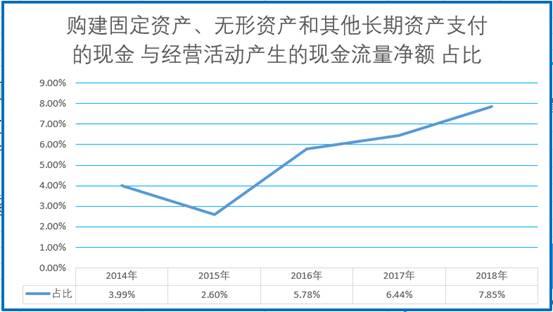 购建固定资产、无形资产和其他长期资产支付
的现金 与经营活动产生的现金流量净额 占比
9.00%
8.00%
7.00%
6.00%
5.00%
4.00%
3.00%
2.00%
1.00%
0.00%
2014年 2015年 2016年 2017年 2018年
占比 3.99% 2.60% 5.78% 6.44% 7.85%